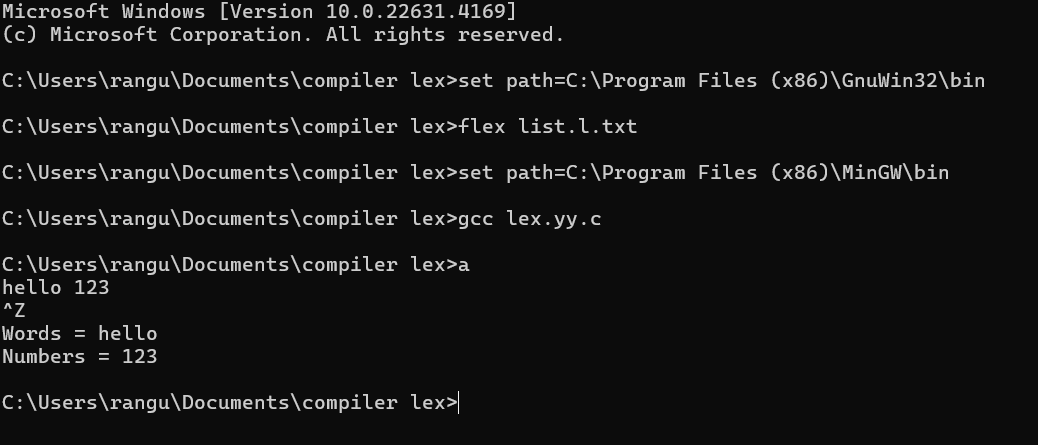 Microsoft Windows [Version 10.0.22631.4169]
(c) Microsoft Corporation. All rights reserved.
C:\Users\rangu\Documents\compiler lex>set path=C:\Program Files (x86)\GnuWin32\bin
C:\Users\rangu\Documents\compiler lex>flex list.l.txt
C:\Users\rangu\Documents\compiler lex>set path=C:\Program Files (x86)\MinGW\bin
C:\Users\rangu\Documents\compiler lex>gcc lex.yy.c
C:\Users\rangu\Documents\compiler lex>a
hello 123
^Z
Words = hello
Numbers = 123
C:\Users\rangu\Documents\compiler lex>